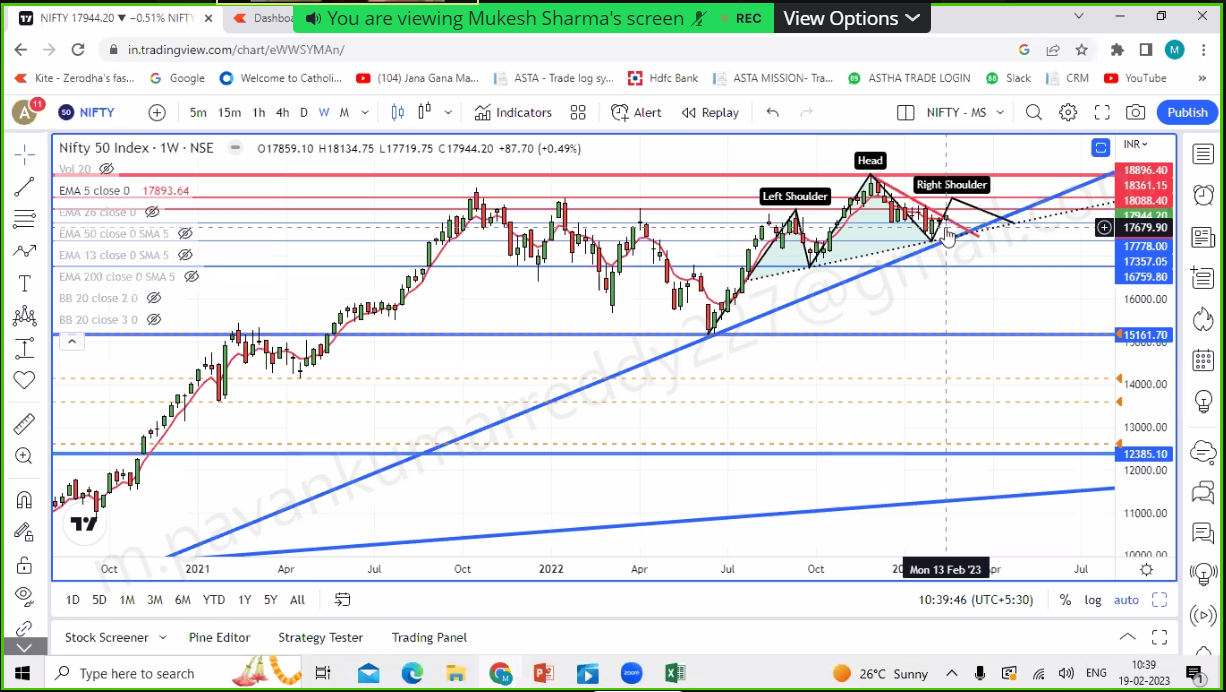 NIFTY 17944.20 ▼ −0.51% NIFTY
Dashboa
You are viewing Mukesh Sharma's screen
REC
View Options
in.tradingview.com/chart/eWWSYMAn/
Kite - Zerodha's fas...
Google
Welcome to Catholi...
(104) Jana Gana Ma...
ASTA - Trade log sy...
Hdfc Bank
ASTA MISSION- Tra...
ASTHA TRADE LOGIN
Slack
CRM
YouTube
A 11
50 NIFTY
5m 15m 1h 4h D W M
Indicators
Alert
Replay
NIFTY - MS
Publish
Nifty 50 Index · 1W · NSE
O17859.10 H18134.75 L17719.75 C17944.20 +87.70 (+0.49%)
INR
Vol 20
EMA 5 close 0 17893.64
EMA 26 close 0
EMA 50 close 0 SMA 5
EMA 13 close 0 SMA 5
EMA 200 close 0 SMA 5
BB 20 close 2 0
BB 20 close 3 0
Head
Left Shoulder
Right Shoulder
18896.40
18361.15
18088.40
17944.20
17679.90
17778.00
17357.05
16759.80
16000.00
15161.70
15000.00
14000.00
13000.00
12385.10
12000.00
11000.00
10000.00
m.pavankumarreddy227@gmail.com
Oct 2021 Apr Jul Oct 2022 Apr Jul Oct
Mon 13 Feb '23
Apr Jul
1D 5D 1M 3M 6M YTD 1Y 5Y All
10:39:46 (UTC+5:30)
% log auto
Stock Screener
Pine Editor
Strategy Tester
Trading Panel
Type here to search
zoom
26°C Sunny
ENG
10:39
19-02-2023
1